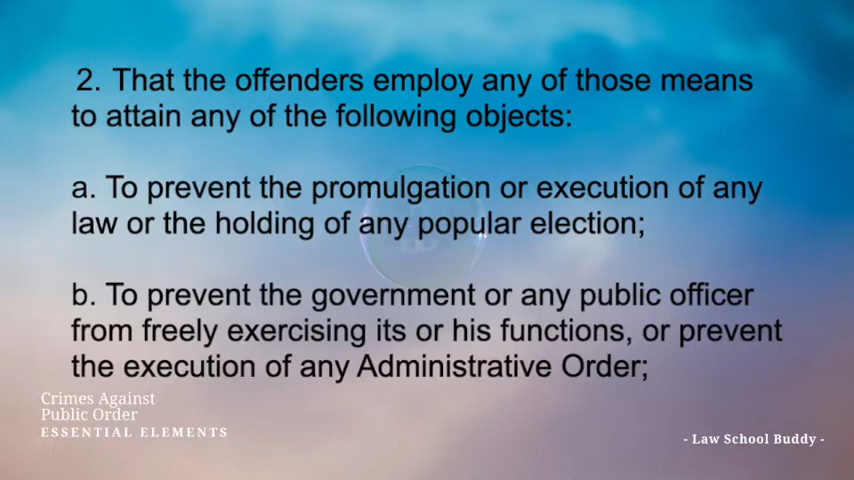 2. That the offenders employ any of those means
to attain any of the following objects:
a. To prevent the promulgation or execution of any
law or the holding of any popular election;
b. To prevent the government or any public officer
from freely exercising its or his functions, or prevent
the execution of any Administrative Order;
Crimes Against
Public Order
ESSENTIAL ELEMENTS
- Law School Buddy -